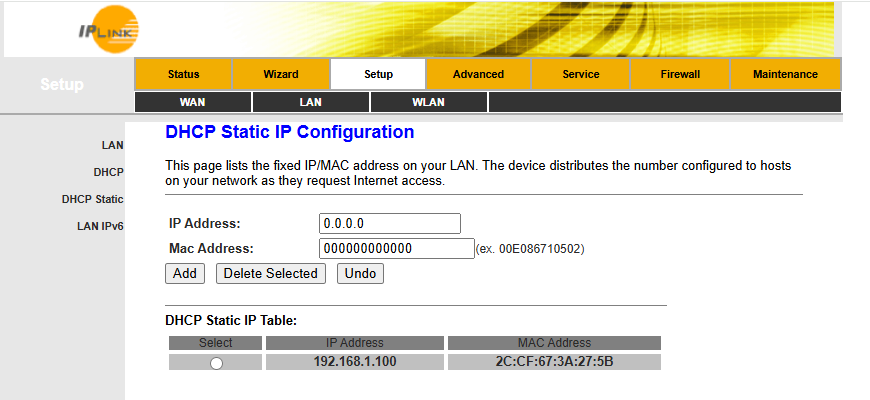 IPLINK
Setup
Status Wizard Setup Advanced Service Firewall Maintenance
WAN LAN WLAN
LAN
DHCP
DHCP Static
LAN IPv6
DHCP Static IP Configuration
This page lists the fixed IP/MAC address on your LAN. The device distributes the number configured to hosts
on your network as they request Internet access.
IP Address: 0.0.0.0
Mac Address: 000000000000 (ex. 00E086710502)
Add Delete Selected Undo
DHCP Static IP Table:
Select IP Address MAC Address
192.168.1.100 2C:CF:67:3A:27:5B